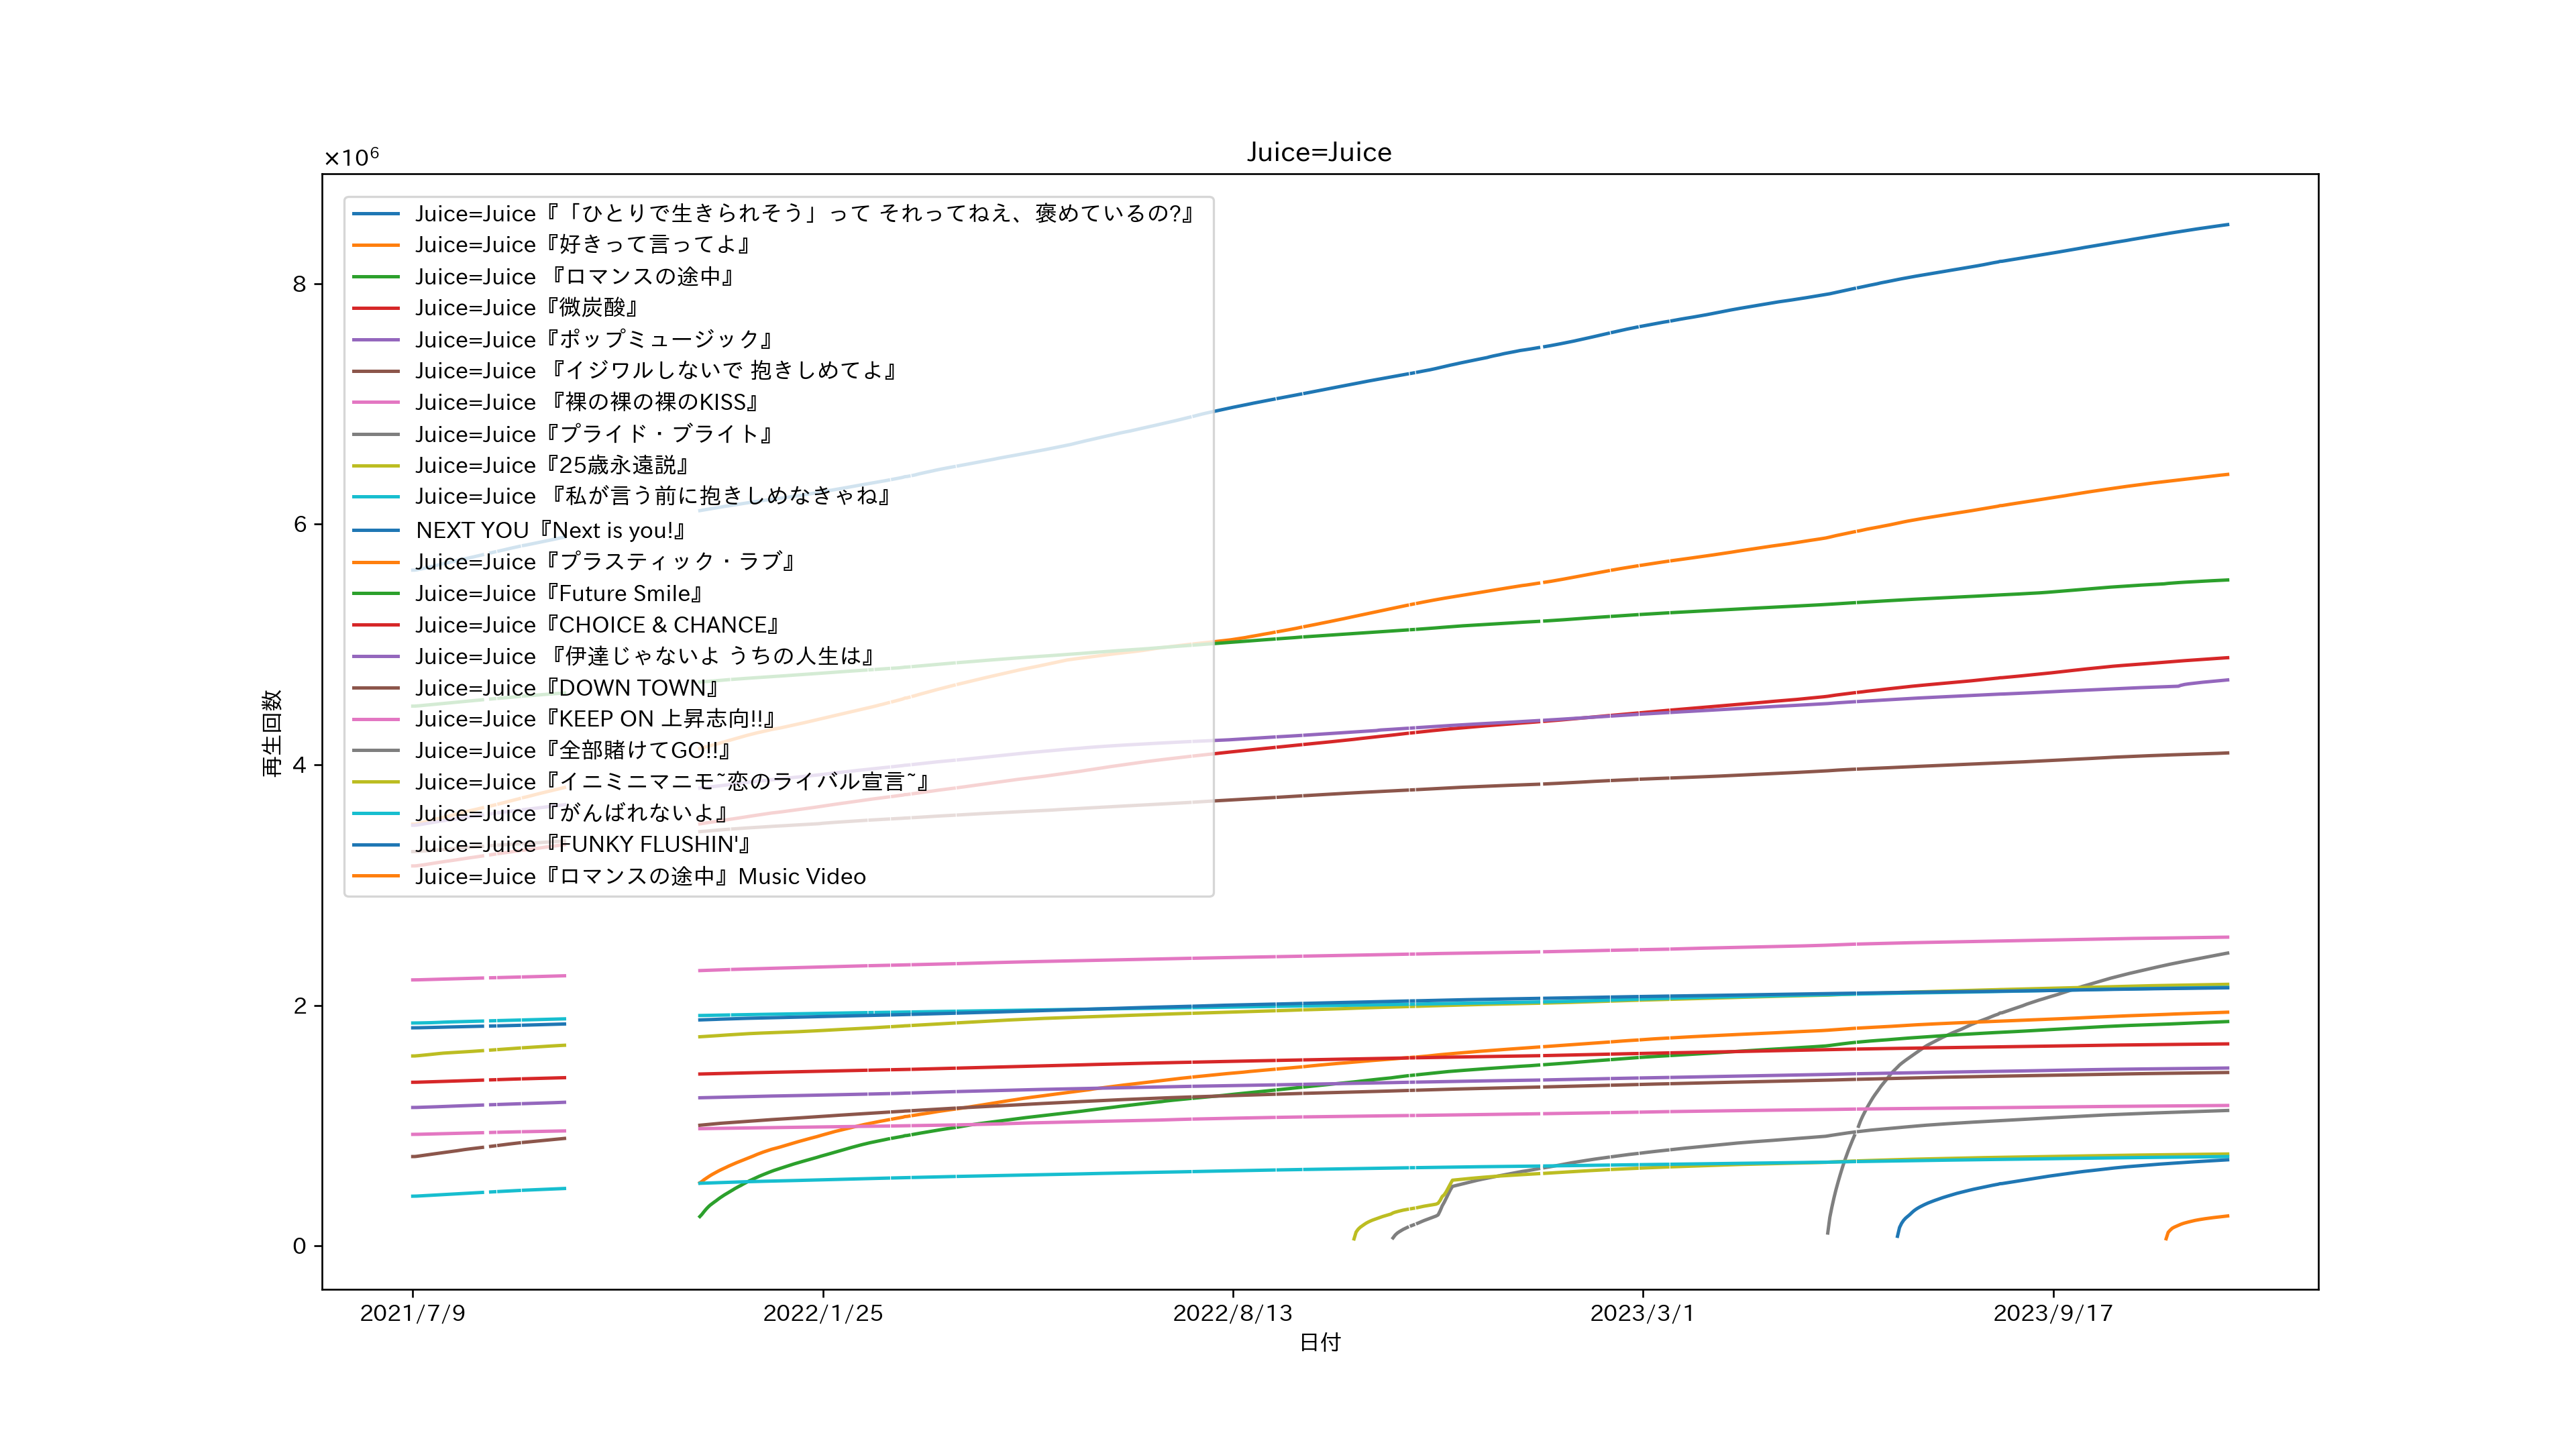 Juice=Juice
×10⁶
Juice=Juice『「ひとりで生きられそう」って それってねえ、褒めているの?』
Juice=Juice『好きって言ってよ』
Juice=Juice 『ロマンスの途中』
Juice=Juice『微炭酸』
Juice=Juice『ポップミュージック』
Juice=Juice 『イジワルしないで 抱きしめてよ』
Juice=Juice 『裸の裸の裸のKISS』
Juice=Juice『プライド・ブライト』
Juice=Juice『25歳永遠説』
Juice=Juice 『私が言う前に抱きしめなきゃね』
NEXT YOU『Next is you!』
Juice=Juice『プラスティック・ラブ』
Juice=Juice『Future Smile』
Juice=Juice『CHOICE & CHANCE』
Juice=Juice 『伊達じゃないよ うちの人生は』
Juice=Juice『DOWN TOWN』
Juice=Juice『KEEP ON 上昇志向!!』
Juice=Juice『全部賭けてGO!!』
Juice=Juice『イニミニマニモ~恋のライバル宣言~』
Juice=Juice『がんばれないよ』
Juice=Juice『FUNKY FLUSHIN'』
Juice=Juice『ロマンスの途中』Music Video
再生回数
8
6
4
2
0
2021/7/9
2022/1/25
2022/8/13
2023/3/1
2023/9/17
日付